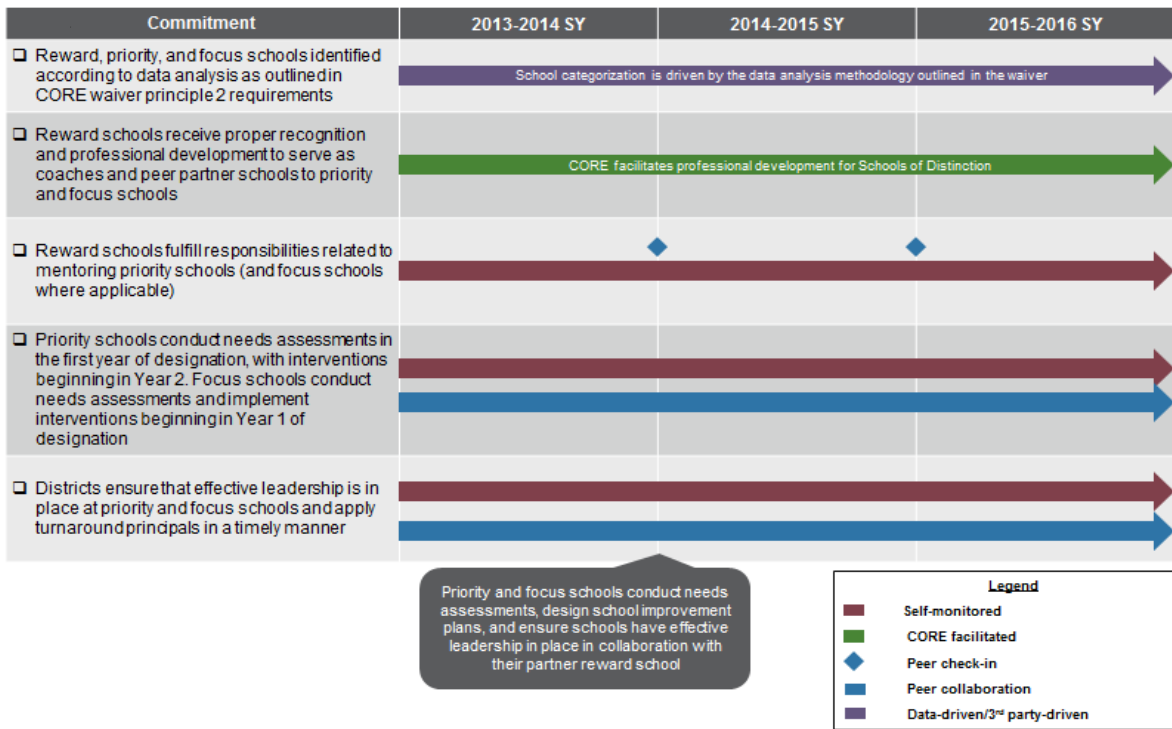 Commitment
2013-2014 SY
2014-2015 SY
2015-2016 SY
Reward, priority, and focus schools identified
according to data analysis as outlined in
CORE waiver principle 2 requirements
School categorization is driven by the data analysis methodology outlined in the waiver
Reward schools receive proper recognition
and professional development to serve as
coaches and peer partner schools to priority
and focus schools
CORE facilitates professional development for Schools of Distinction
Reward schools fulfill responsibilities related to
mentoring priority schools (and focus schools
where applicable)
Priority schools conduct needs assessments in
the first year of designation, with interventions
beginning in Year 2. Focus schools conduct
needs assessments and implement
interventions beginning in Year 1 of
designation
Districts ensure that effective leadership is in
place at priority and focus schools and apply
turnaround principals in a timely manner
Priority and focus schools conduct needs
assessments, design school improvement
plans, and ensure schools have effective
leadership in place in collaboration with
their partner reward school
Legend
Self-monitored
CORE facilitated
Peer check-in
Peer collaboration
Data-driven/3rd party-driven